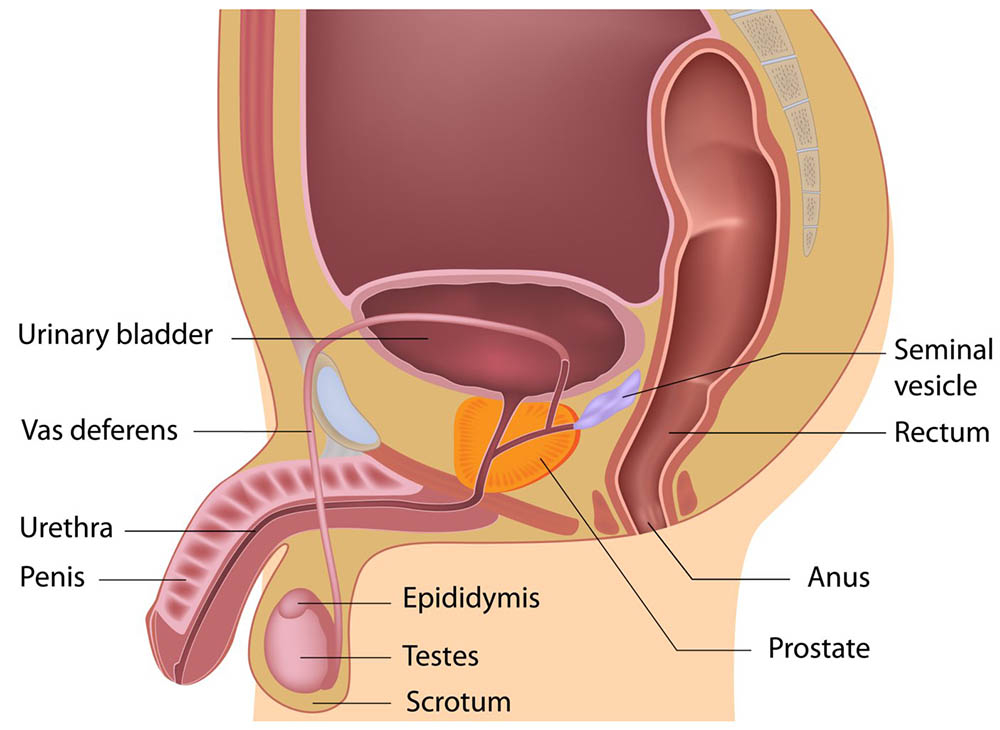 Urinary bladder
Vas deferens
Urethra
Penis
Epididymis
Testes
Scrotum
Seminal
vesicle
Rectum
Anus
Prostate